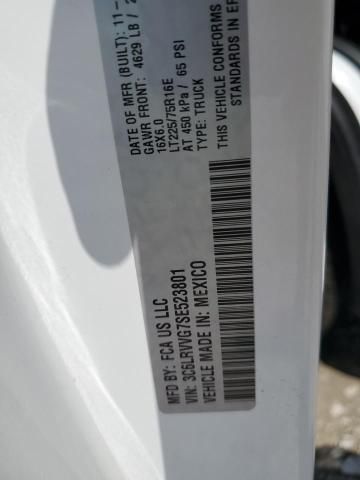 MFD BY: FCA US LLC
DATE OF MFR (BUILT): 11-
GAWR FRONT: 4629 LB /
16X6.0
LT225/75R16E
AT 450 kPa / 65 PSI
TYPE: TRUCK
THIS VEHICLE CONFORMS
STANDARDS IN EF
VIN: 3C6LRVVG7SE523801
VEHICLE MADE IN: MEXICO